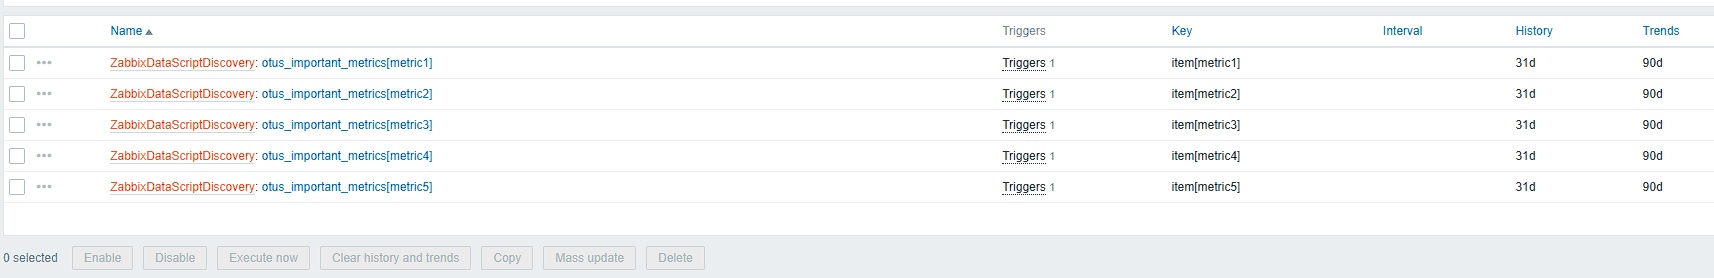 Name Triggers Key Interval History Trends
ZabbixDataScriptDiscovery: otus_important_metrics[metric1] Triggers 1 item[metric1] 31d 90d
ZabbixDataScriptDiscovery: otus_important_metrics[metric2] Triggers 1 item[metric2] 31d 90d
ZabbixDataScriptDiscovery: otus_important_metrics[metric3] Triggers 1 item[metric3] 31d 90d
ZabbixDataScriptDiscovery: otus_important_metrics[metric4] Triggers 1 item[metric4] 31d 90d
ZabbixDataScriptDiscovery: otus_important_metrics[metric5] Triggers 1 item[metric5] 31d 90d
0 selected Enable Disable Execute now Clear history and trends Copy Mass update Delete